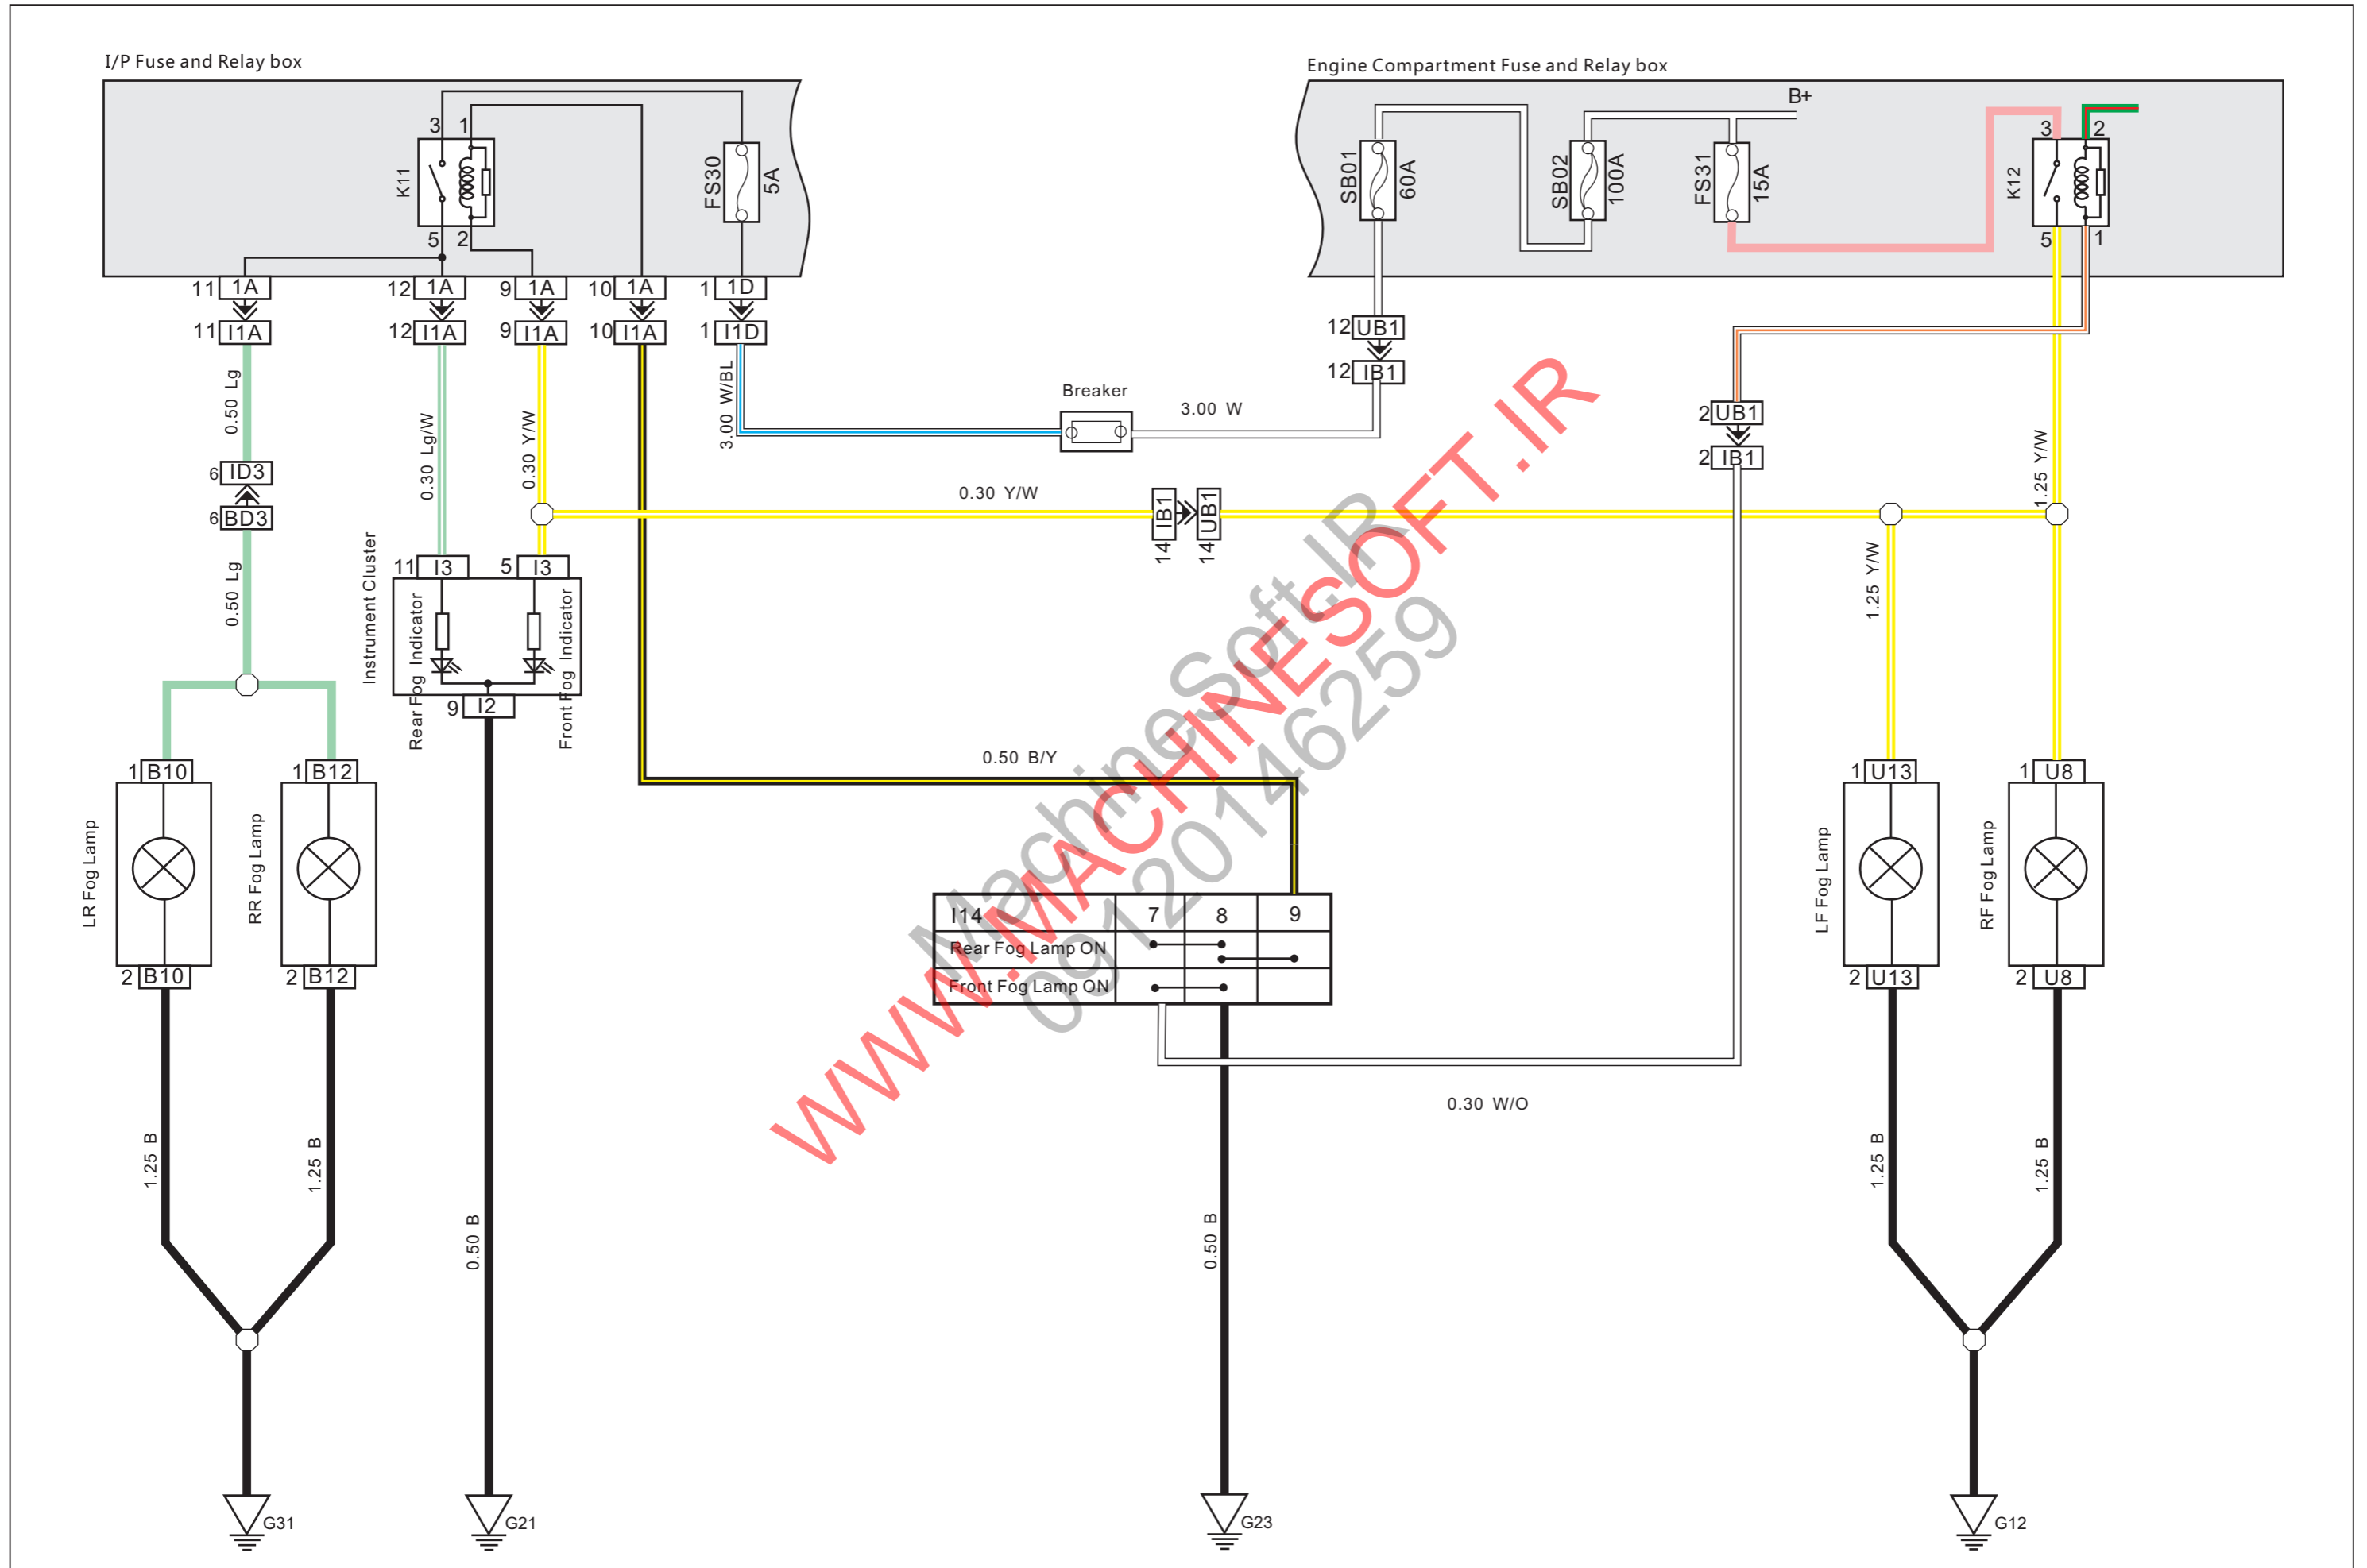 I/P Fuse and Relay box
Engine Compartment Fuse and Relay box
B+
3 1
K11
5 2
FS30
5A
SB01
60A
SB02
100A
FS31
15A
3 2
K12
5 1
11 1A
12 1A
9 1A
10 1A
1 1D
11 I1A
12 I1A
9 I1A
10 I1A
1 I1D
12 UB1
12 IB1
Breaker
3.00 W/BL
3.00 W
2 UB1
2 IB1
0.50 Lg
0.30 Lg/W
0.30 Y/W
1.25 Y/W
6 ID3
6 BD3
0.30 Y/W
14 IB1
14 UB1
0.50 Lg
1.25 Y/W
Instrument Cluster
11 I3
5 I3
Rear Fog Indicator
Front Fog Indicator
9 I2
0.50 B/Y
1 B10
1 B12
1 U13
1 U8
LR Fog Lamp
RR Fog Lamp
LF Fog Lamp
RF Fog Lamp
2 B10
2 B12
2 U13
2 U8
I14 7 8 9
Rear Fog Lamp ON
Front Fog Lamp ON
0.30 W/O
1.25 B
1.25 B
0.50 B
0.50 B
1.25 B
1.25 B
G31
G21
G23
G12
MachineSoft.IR
WWW.MACHINESOFT.IR
09120146259